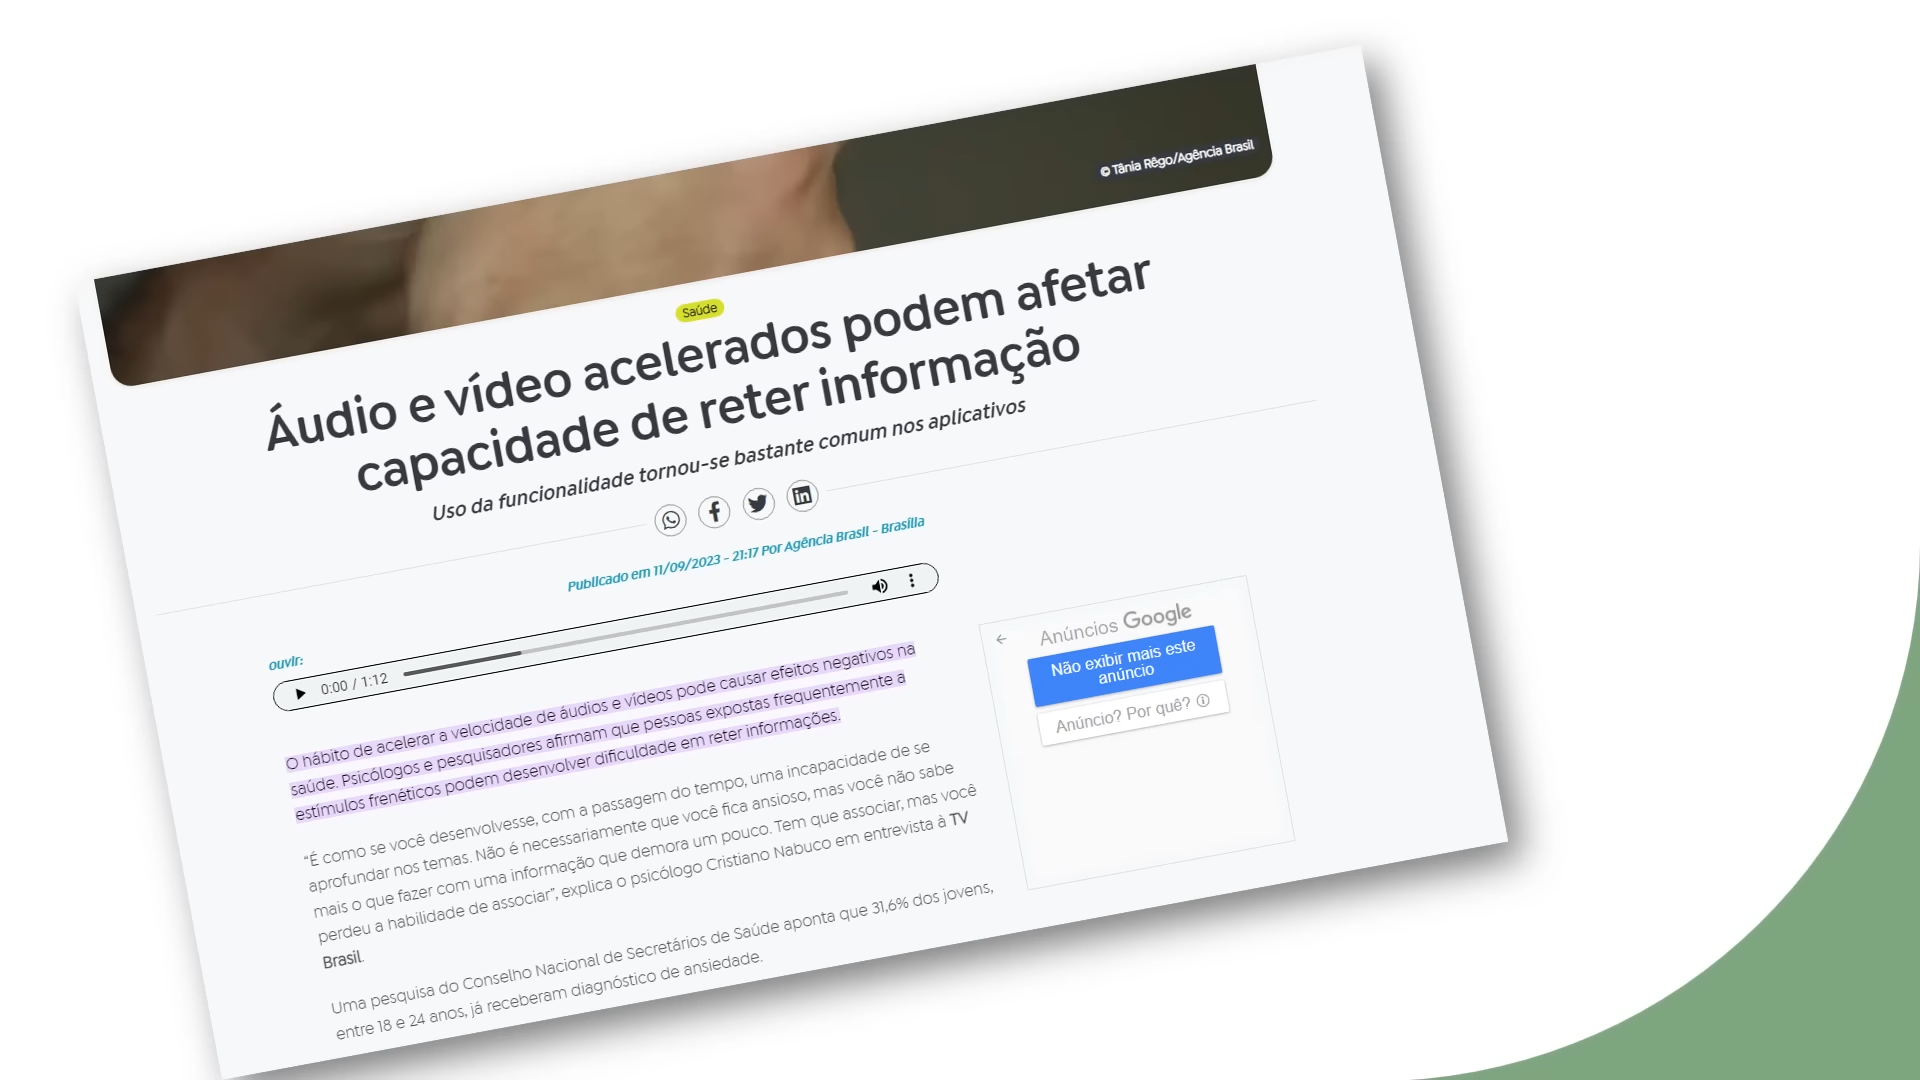 © Tânia Rêgo/Agência Brasil
Saúde
Áudio e vídeo acelerados podem afetar
capacidade de reter informação
Uso da funcionalidade tornou-se bastante comum nos aplicativos
Publicado em 11/09/2023 - 21:17 Por Agência Brasil - Brasília
ouvir:
0:00 / 1:12
O hábito de acelerar a velocidade de áudios e vídeos pode causar efeitos negativos na
saúde. Psicólogos e pesquisadores afirmam que pessoas expostas frequentemente a
estímulos frenéticos podem desenvolver dificuldade em reter informações.
“É como se você desenvolvesse, com a passagem do tempo, uma incapacidade de se
aprofundar nos temas. Não é necessariamente que você fica ansioso, mas você não sabe
mais o que fazer com uma informação que demora um pouco. Tem que associar, mas você
perdeu a habilidade de associar”, explica o psicólogo Cristiano Nabuco em entrevista à TV
Brasil.
Uma pesquisa do Conselho Nacional de Secretários de Saúde aponta que 31,6% dos jovens,
entre 18 e 24 anos, já receberam diagnóstico de ansiedade.
Anúncios Google
Não exibir mais este
anúncio
Anúncio? Por quê?